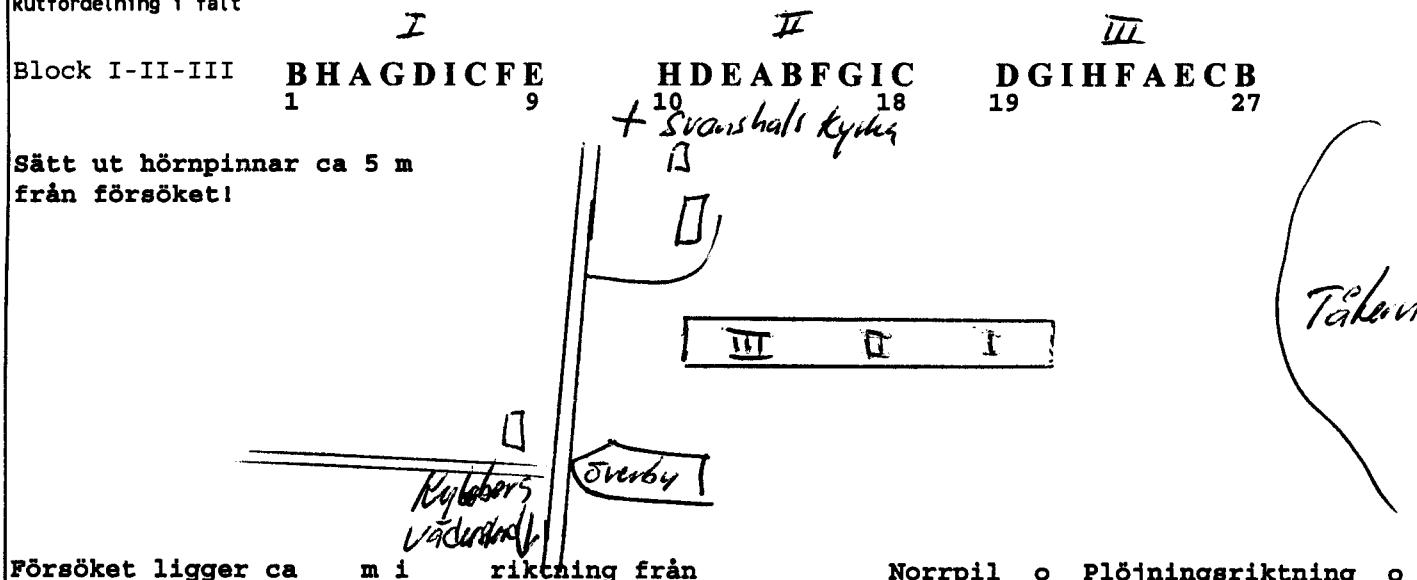 Rutfördelning i fält
I II III
Block I-II-III BHAGDICFE HDEABFGIC DGIHFAECB
1 9 10 18 19 27
+ Svanshals Kyrka
Sätt ut hörnpinnar ca 5 m
från försöket!
III II I
Överby
Försöket ligger ca m i riktning från Norrpil o Plöjningsriktning o